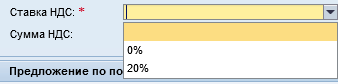 Ставка НДС: *
Сумма НДС:
0%
20%
Предложение по по